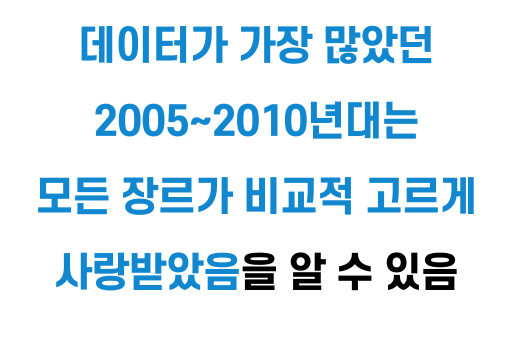 데이터가 가장 많았던
2005~2010년대는
모든 장르가 비교적 고르게
사랑받았음을 알 수 있음